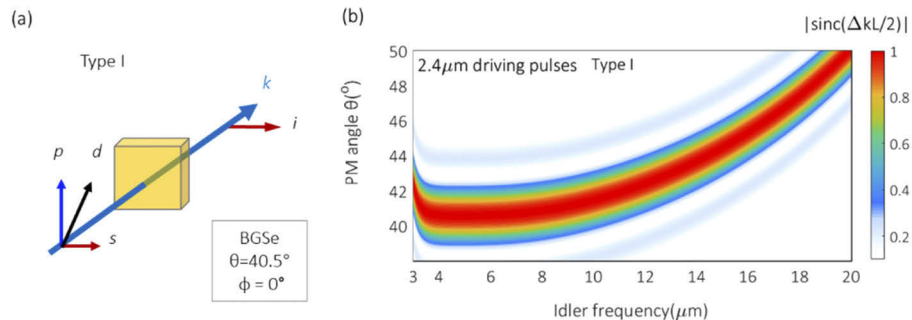 (a)
Type I
k
i
p
d
s
BGSe
θ=40.5°
ϕ = 0°
(b)
|sinc(ΔkL/2)|
2.4μm driving pulses Type I
PM angle θ(°)
50
48
46
44
42
40
3 4 6 8 10 12 14 16 18 20
Idler frequency(μm)
1
0.8
0.6
0.4
0.2